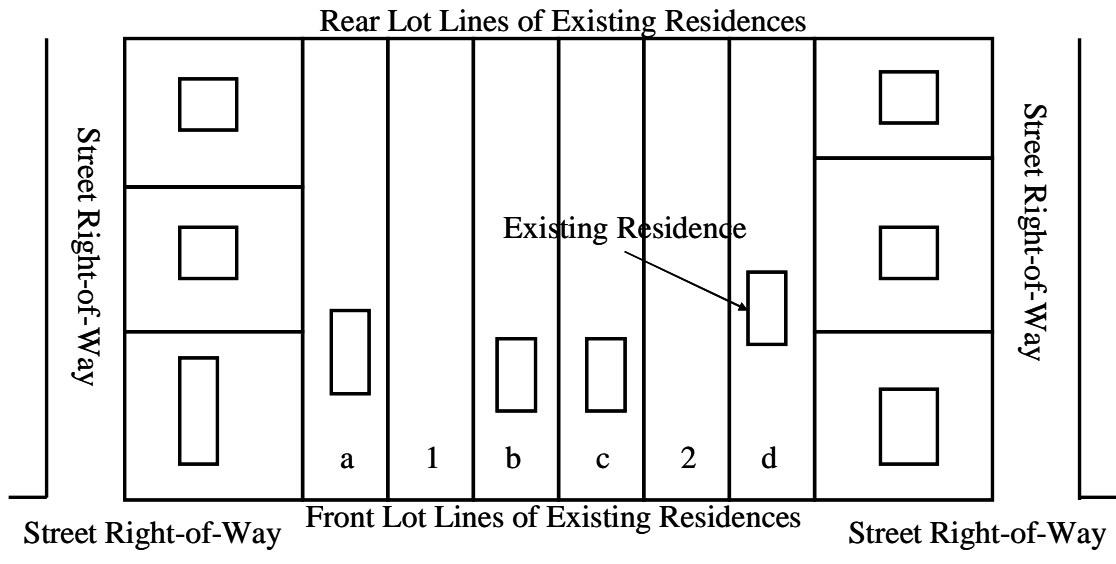 Rear Lot Lines of Existing Residences
Street Right-of-Way
Street Right-of-Way
Existing Residence
a
1
b
c
2
d
Front Lot Lines of Existing Residences
Street Right-of-Way
Street Right-of-Way